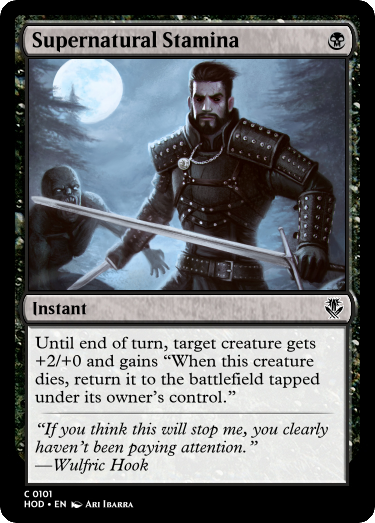 Supernatural Stamina
Instant
Until end of turn, target creature gets
+2/+0 and gains “When this creature
dies, return it to the battlefield tapped
under its owner’s control.”
“If you think this will stop me, you clearly
haven’t been paying attention.”
—Wulfric Hook
C 0101
HOD • EN Ari Ibarra